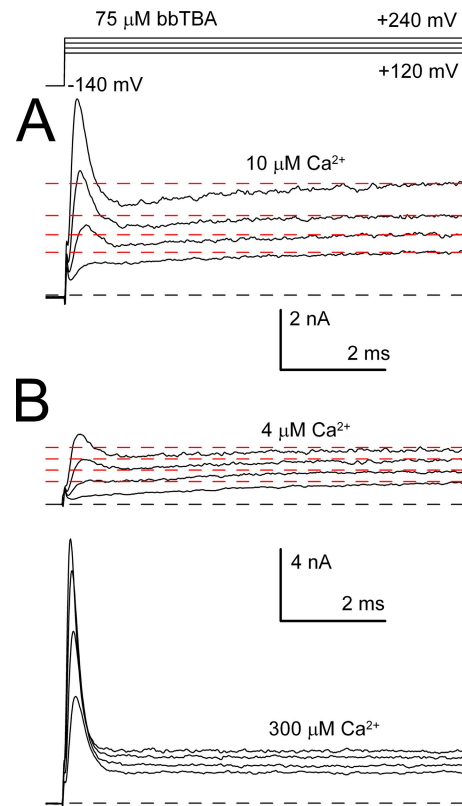 75 μM bbTBA
+240 mV
+120 mV
-140 mV
A
10 μM Ca²⁺
2 nA
2 ms
B
4 μM Ca²⁺
4 nA
2 ms
300 μM Ca²⁺